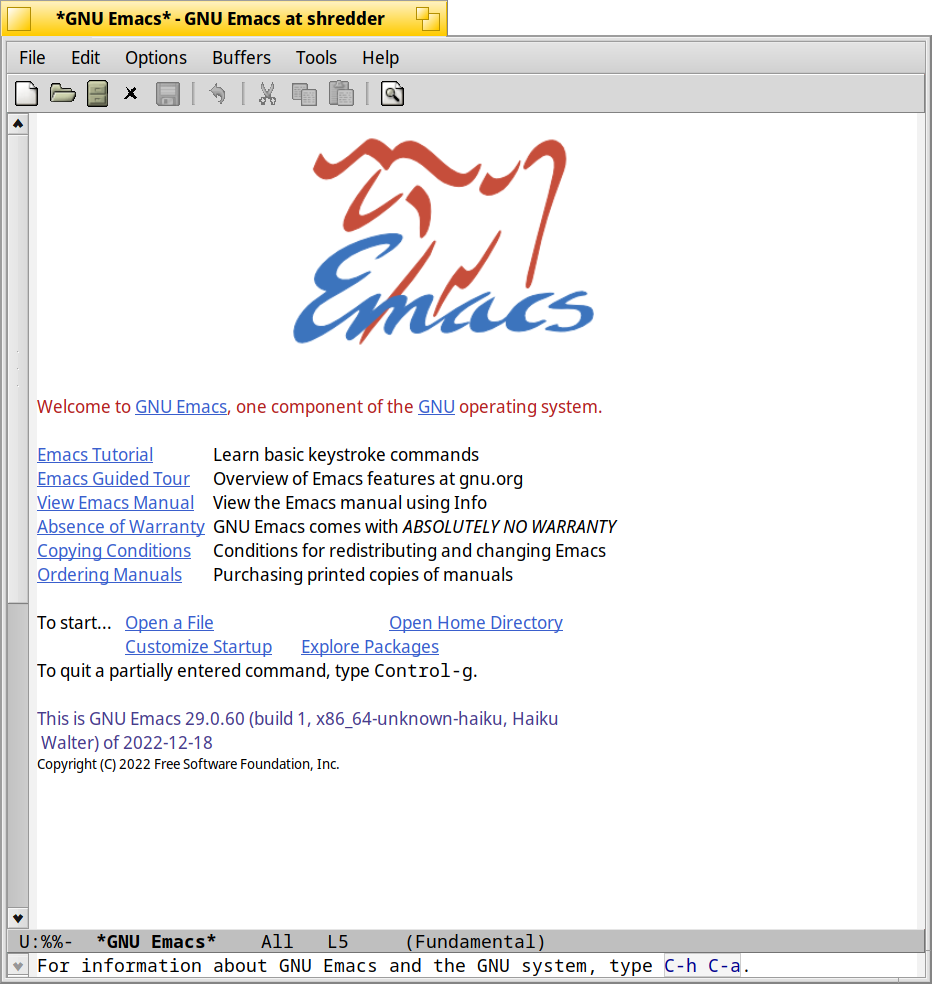 *GNU Emacs* - GNU Emacs at shredder
File Edit Options Buffers Tools Help
Emacs
Welcome to GNU Emacs, one component of the GNU operating system.
Emacs Tutorial Learn basic keystroke commands
Emacs Guided Tour Overview of Emacs features at gnu.org
View Emacs Manual View the Emacs manual using Info
Absence of Warranty GNU Emacs comes with ABSOLUTELY NO WARRANTY
Copying Conditions Conditions for redistributing and changing Emacs
Ordering Manuals Purchasing printed copies of manuals
To start... Open a File Open Home Directory
Customize Startup Explore Packages
To quit a partially entered command, type Control-g.
This is GNU Emacs 29.0.60 (build 1, x86_64-unknown-haiku, Haiku
Walter) of 2022-12-18
Copyright (C) 2022 Free Software Foundation, Inc.
U:%%- *GNU Emacs* All L5 (Fundamental)
For information about GNU Emacs and the GNU system, type C-h C-a.